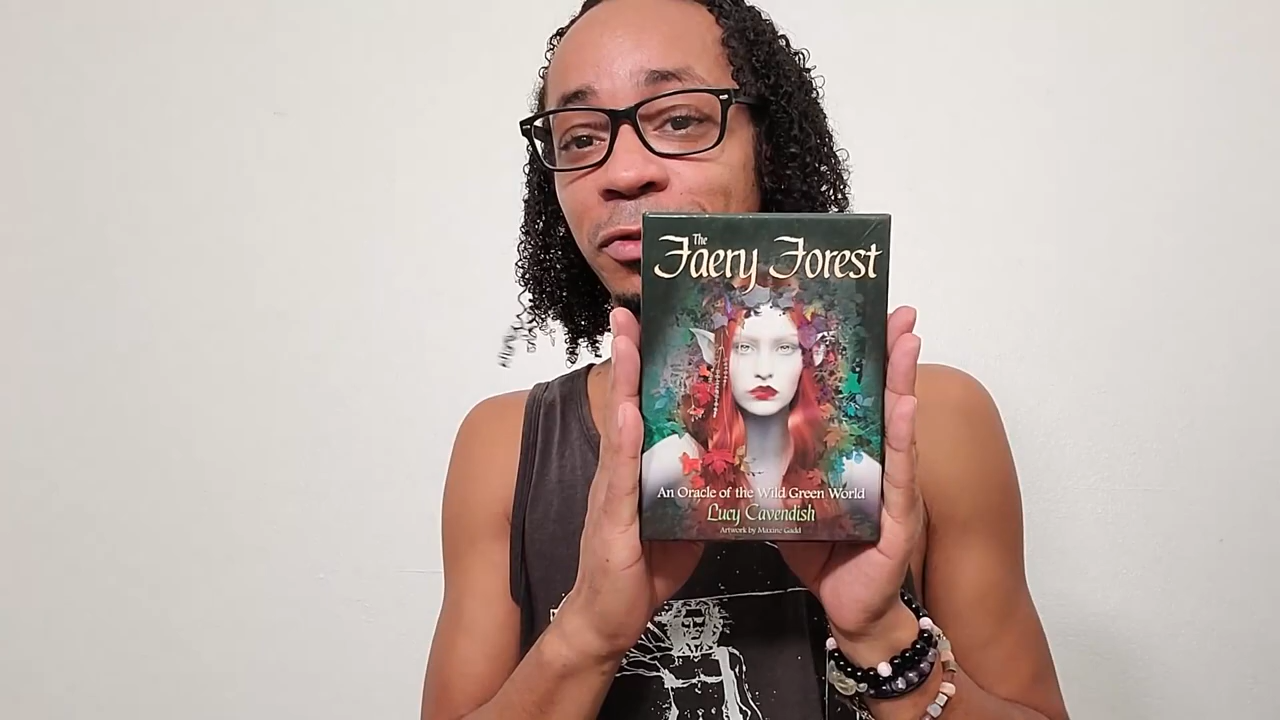 The
Faery Forest
An Oracle of the Wild Green World
Lucy Cavendish
Artwork by Maxine Gadd